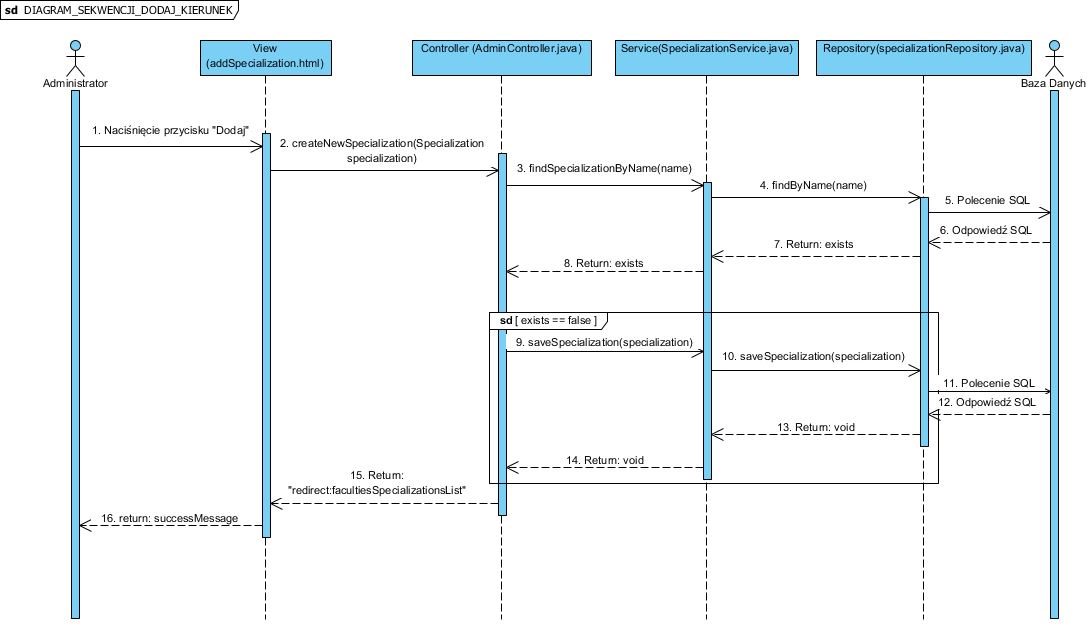 sd DIAGRAM_SEKWENCJI_DODAJ_KIERUNEK
Administrator
View
(addSpecialization.html)
Controller (AdminController.java)
Service(SpecializationService.java)
Repository(specializationRepository.java)
Baza Danych
1. Naciśnięcie przycisku "Dodaj"
2. createNewSpecialization(Specialization
specialization)
3. findSpecializationByName(name)
4. findByName(name)
5. Polecenie SQL
6. Odpowiedź SQL
7. Return: exists
8. Return: exists
sd [ exists == false ]
9. saveSpecialization(specialization)
10. saveSpecialization(specialization)
11. Polecenie SQL
12. Odpowiedź SQL
13. Return: void
14. Return: void
15. Return:
"redirect:facultiesSpecializationsList"
16. return: successMessage